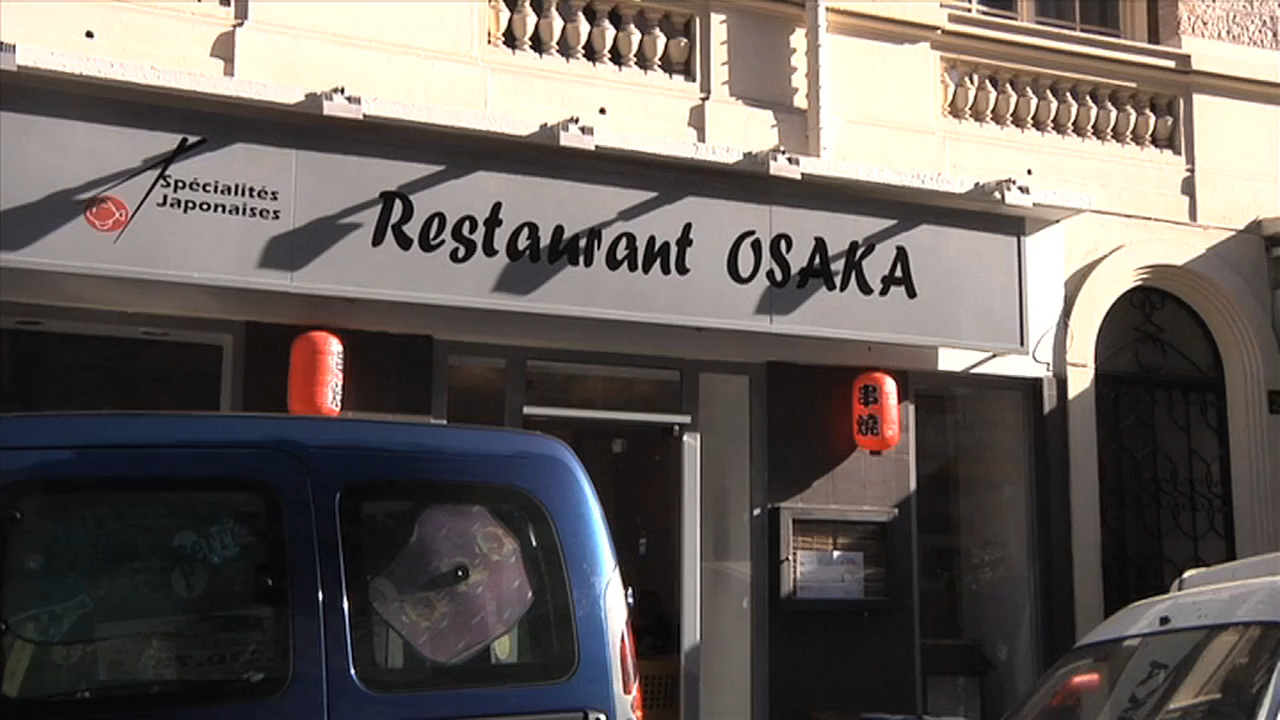 Spécialités
Japonaises
Restaurant OSAKA
串
焼